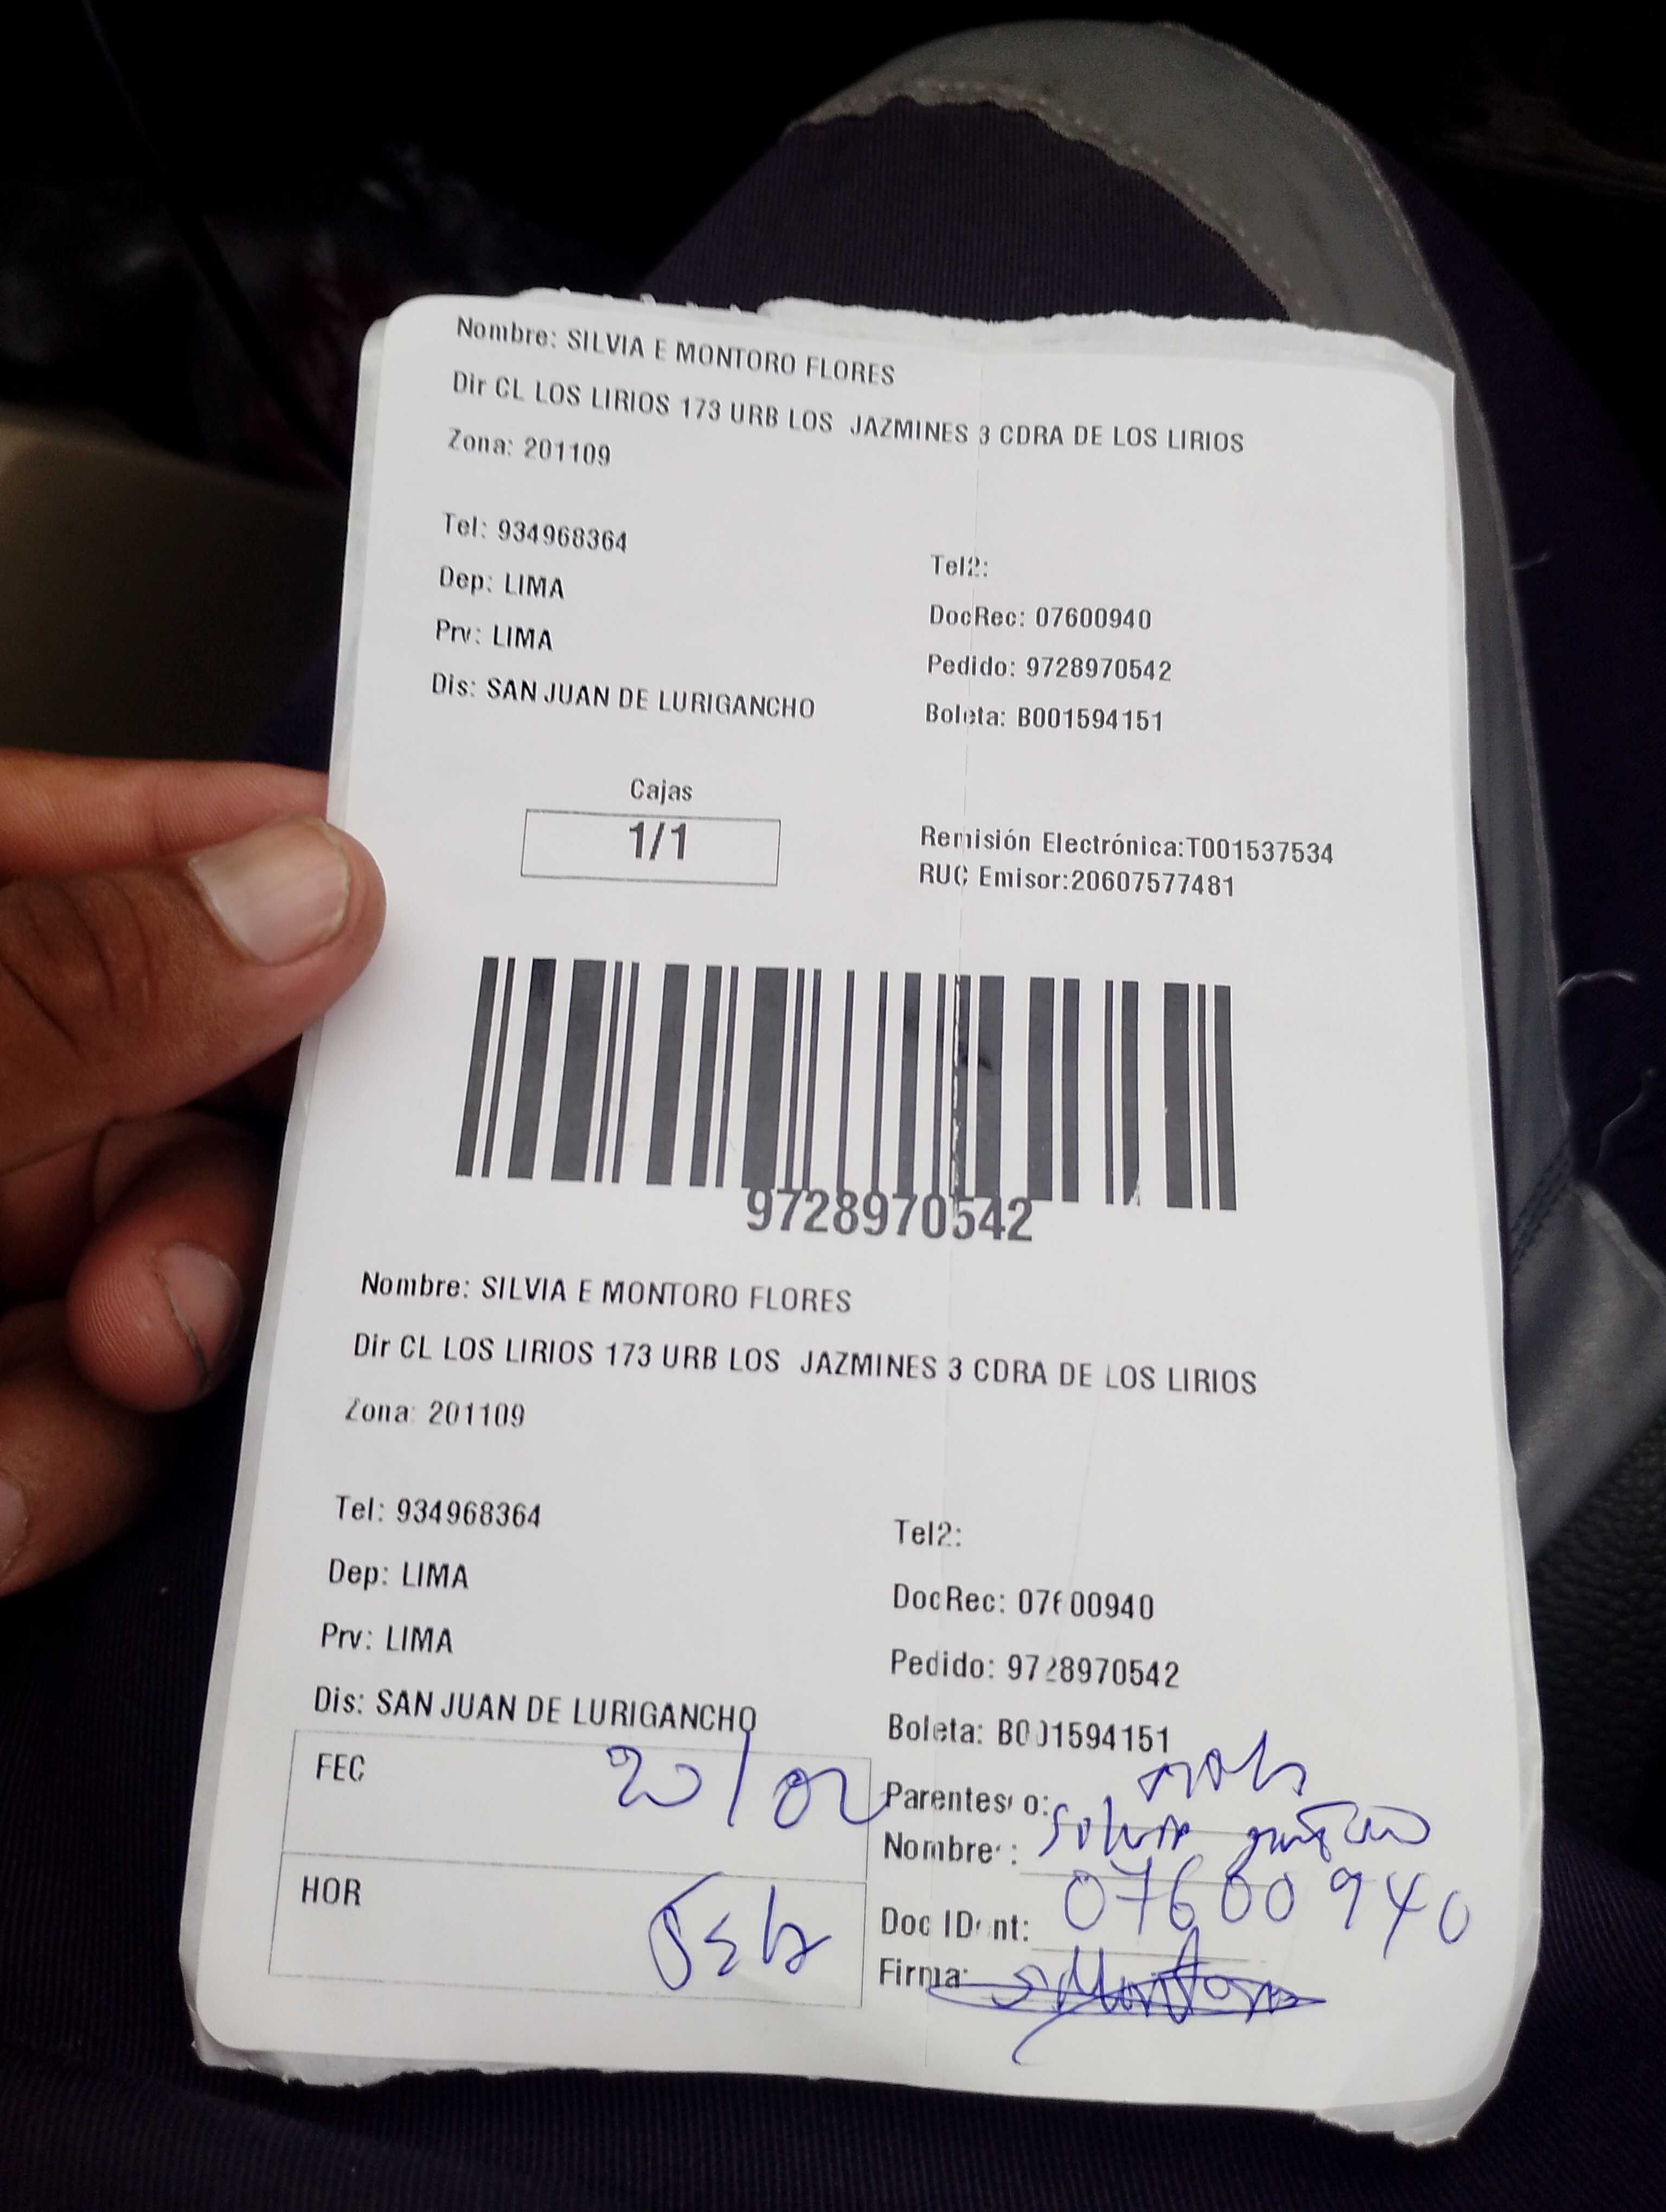 Nombre: SILVIA E MONTORO FLORES
Dir CL LOS LIRIOS 173 URB LOS JAZMINES 3 CDRA DE LOS LIRIOS
Zona: 201109
Tel: 934968364
Tel2:
Dep: LIMA
DocRec: 07600940
Prv: LIMA
Pedido: 9728970542
Dis: SAN JUAN DE LURIGANCHO
Boleta: B001594151
Cajas
1/1
Remisión Electrónica:T001537534
RUC Emisor:20607577481
9728970542
Nombre: SILVIA E MONTORO FLORES
Dir CL LOS LIRIOS 173 URB LOS JAZMINES 3 CDRA DE LOS LIRIOS
Zona: 201109
Tel: 934968364
Tel2:
Dep: LIMA
DocRec: 07600940
Prv: LIMA
Pedido: 9728970542
Dis: SAN JUAN DE LURIGANCHO
Boleta: B001594151
FEC 20/02
Parentesco:
Nombre:
HOR
Doc IDent: 07600940
Firma: